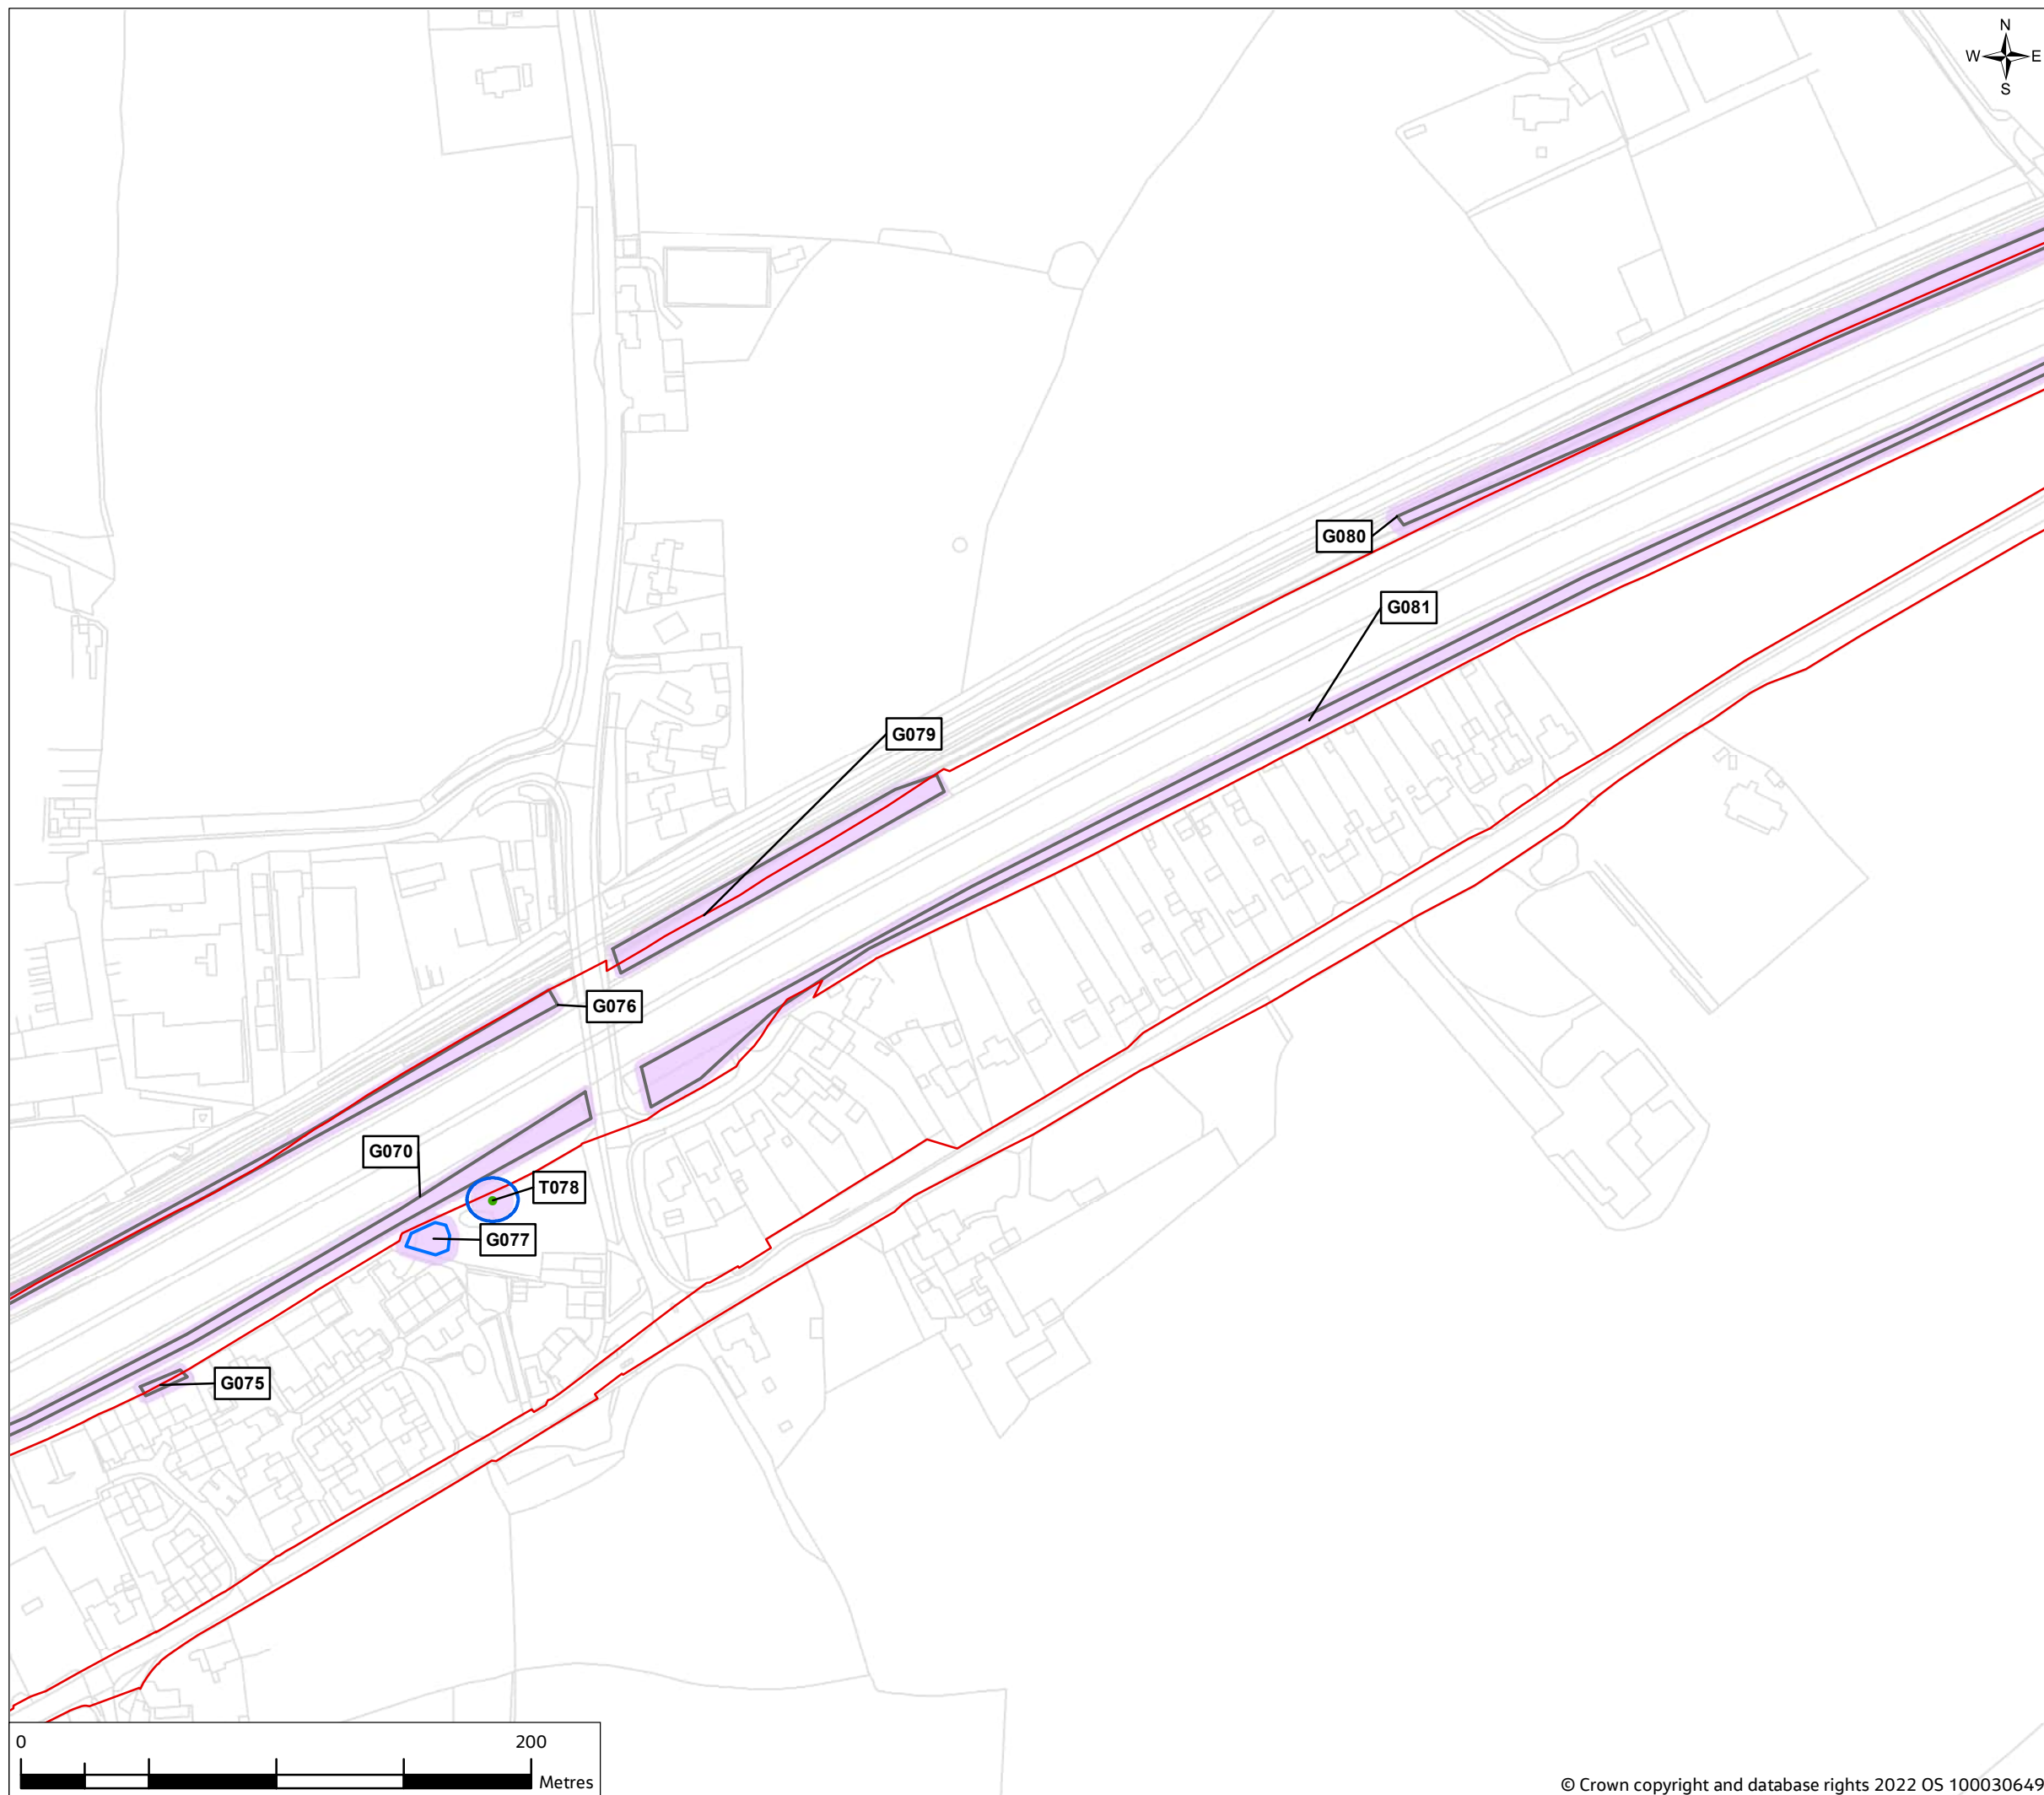 N
W E
S
G080
G081
G079
G076
G070
T078
G077
G075
0 200
Metres
© Crown copyright and database rights 2022 OS 100030649